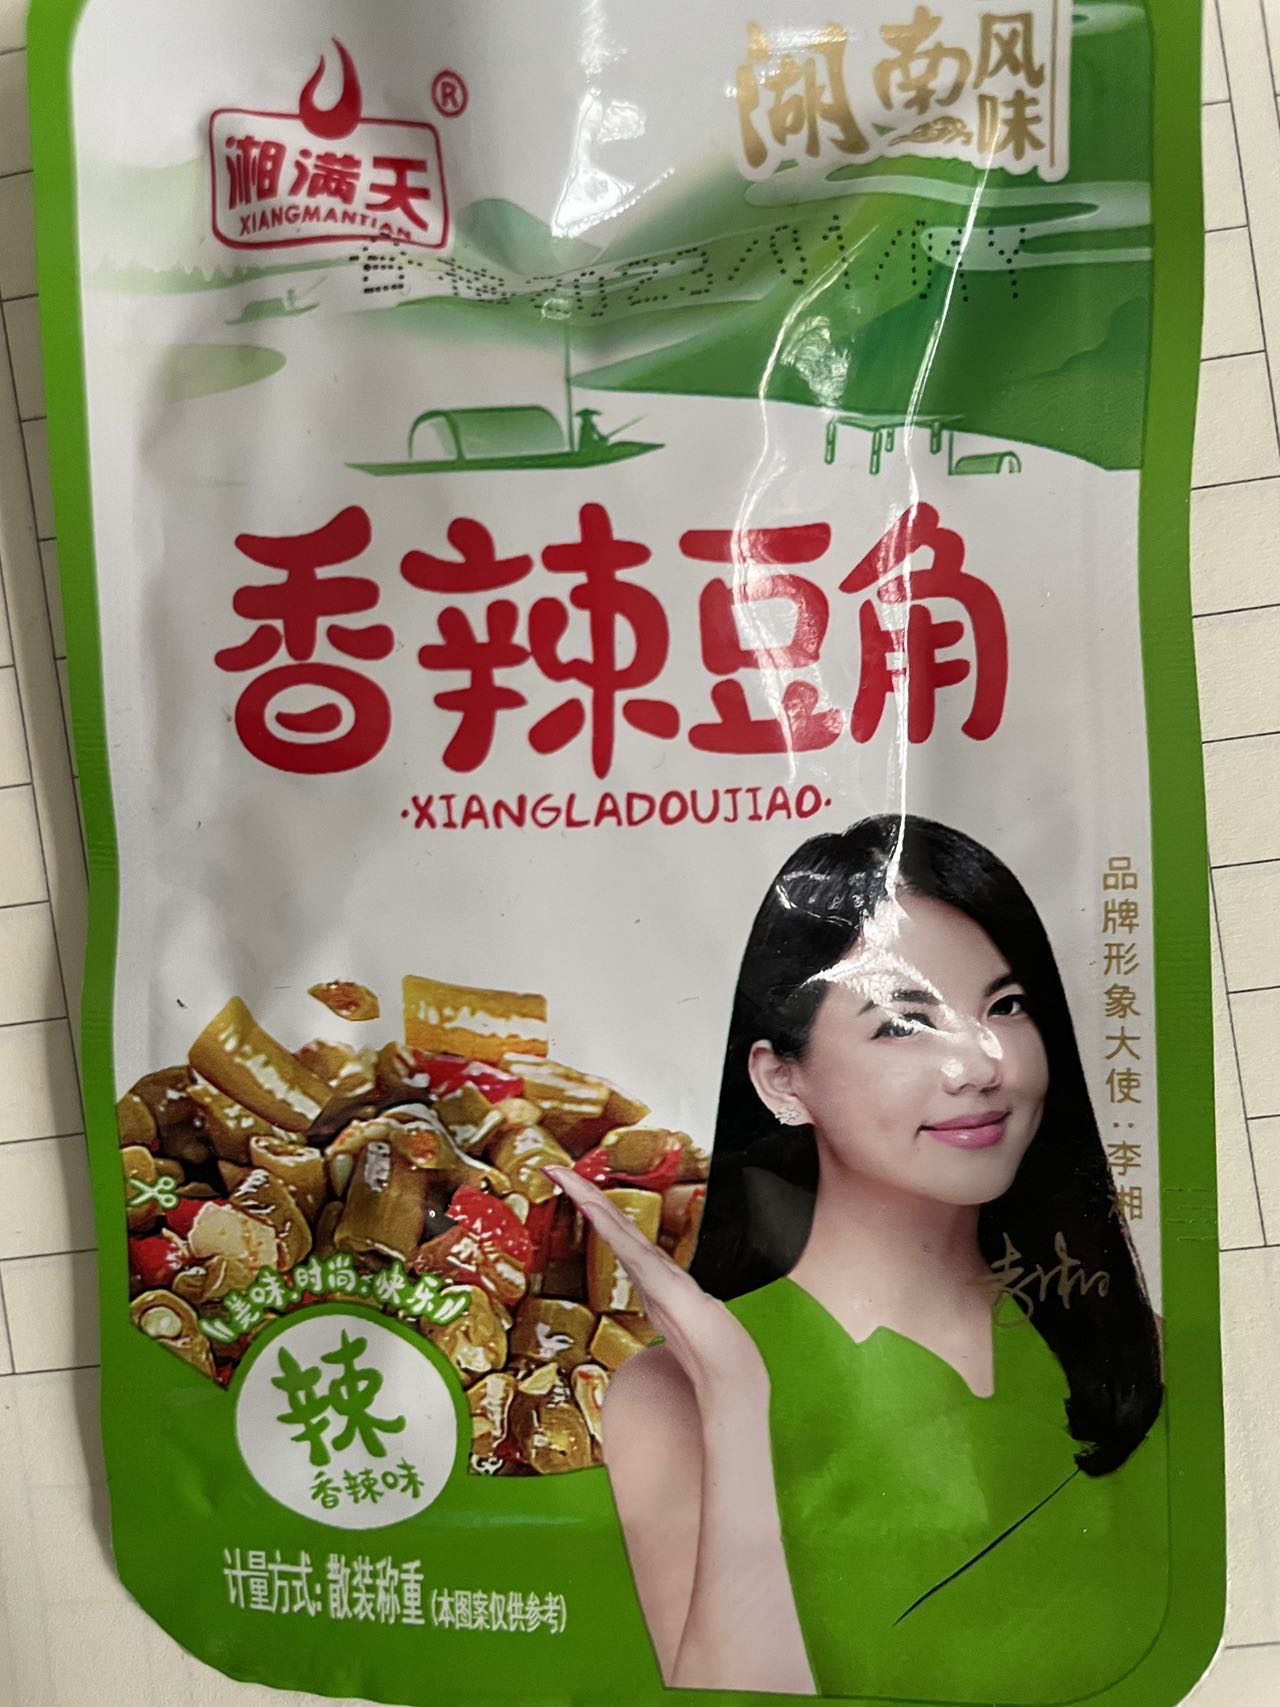 湘满天
XIANGMANTIAN
®
湖南风味
香辣豆角
·XIANGLADOUJIAO·
品牌形象大使：李湘
美味·时尚·快乐
辣
香辣味
计量方式：散装称重（本图案仅供参考）